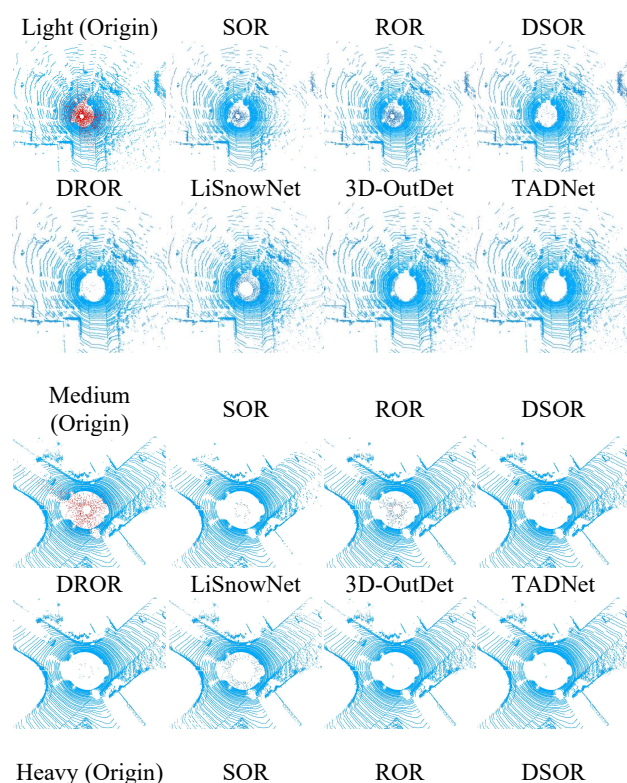 Light (Origin) SOR ROR DSOR
DROR LiSnowNet 3D-OutDet TADNet
Medium
(Origin) SOR ROR DSOR
DROR LiSnowNet 3D-OutDet TADNet
Heavy (Origin) SOR ROR DSOR